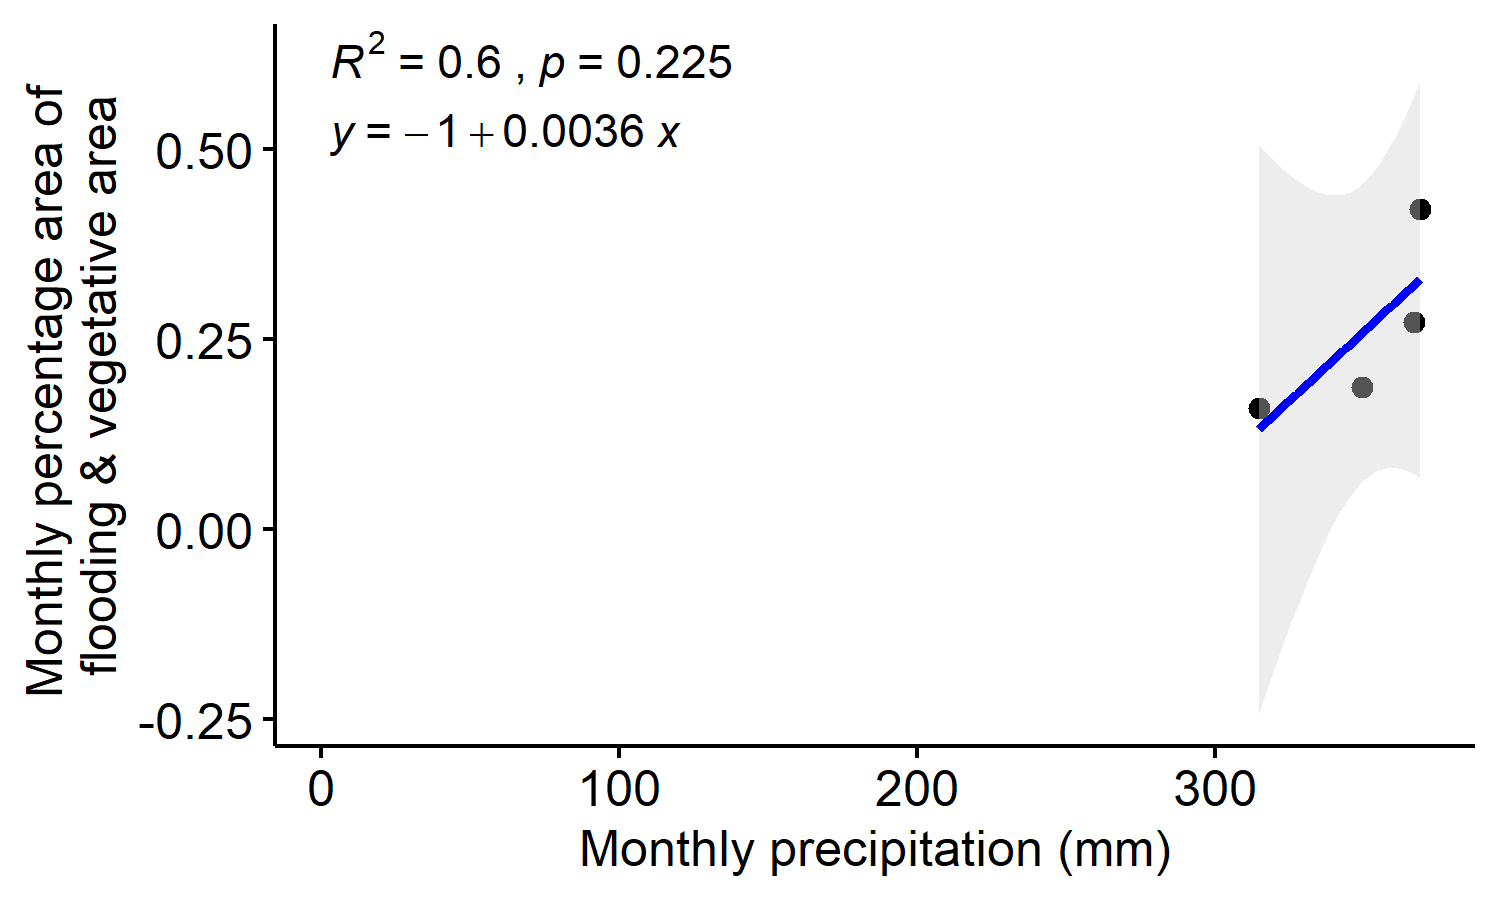 R² = 0.6 , p = 0.225
y = − 1 + 0.0036 x
Monthly percentage area of
flooding & vegetative area
0.50
0.25
0.00
-0.25
0 100 200 300
Monthly precipitation (mm)